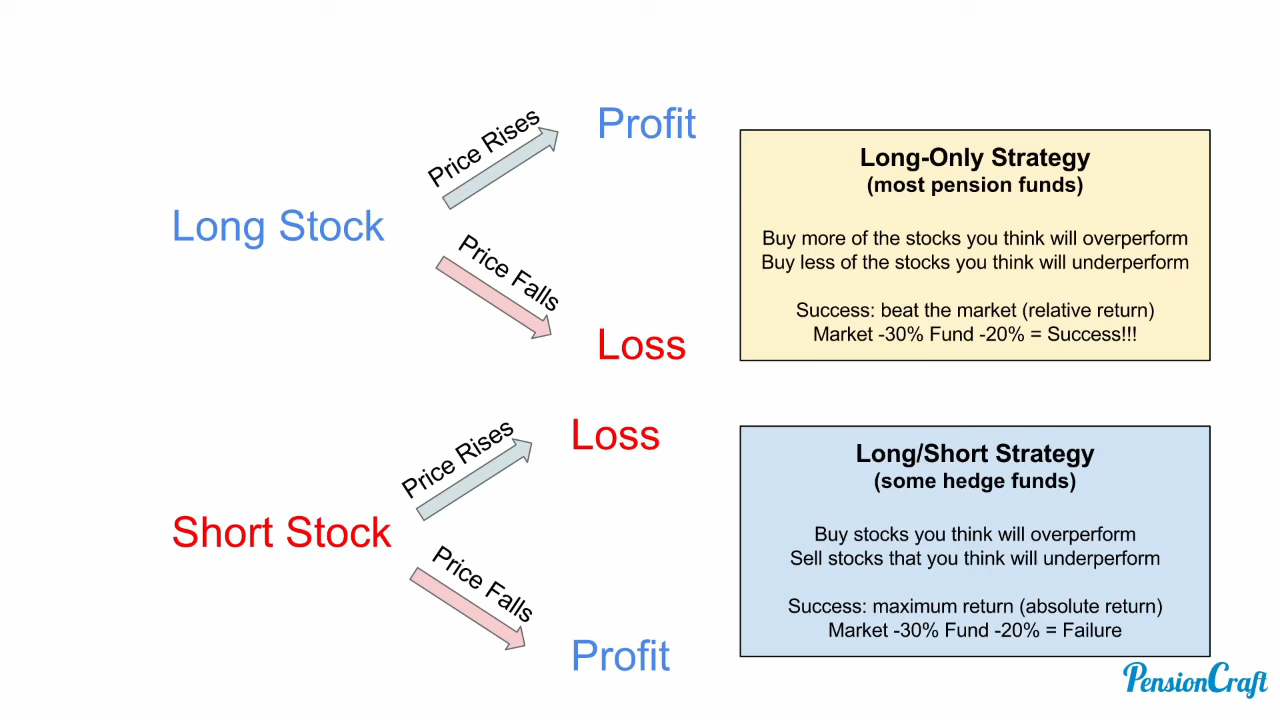 Long Stock
Price Rises
Profit
Price Falls
Loss
Long-Only Strategy
(most pension funds)
Buy more of the stocks you think will overperform
Buy less of the stocks you think will underperform
Success: beat the market (relative return)
Market -30% Fund -20% = Success!!!
Short Stock
Price Rises
Loss
Price Falls
Profit
Long/Short Strategy
(some hedge funds)
Buy stocks you think will overperform
Sell stocks that you think will underperform
Success: maximum return (absolute return)
Market -30% Fund -20% = Failure
PensionCraft